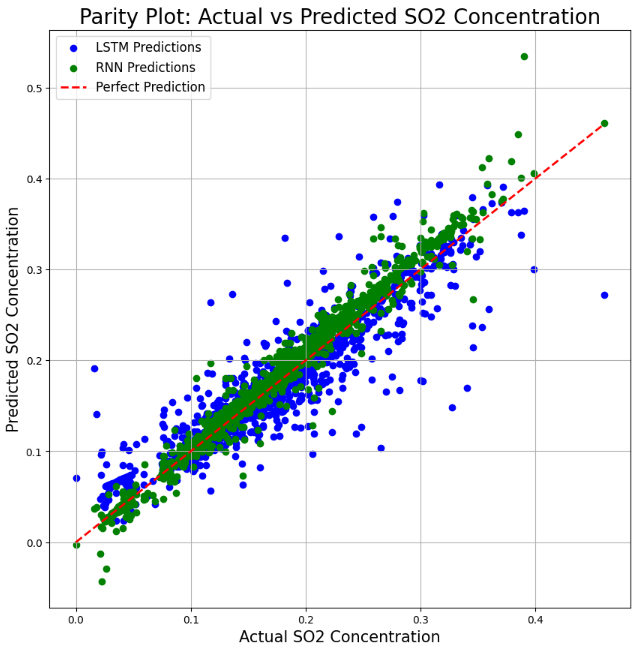 Parity Plot: Actual vs Predicted SO2 Concentration
LSTM Predictions
RNN Predictions
Perfect Prediction
Predicted SO2 Concentration
0.5
0.4
0.3
0.2
0.1
0.0
0.0 0.1 0.2 0.3 0.4
Actual SO2 Concentration